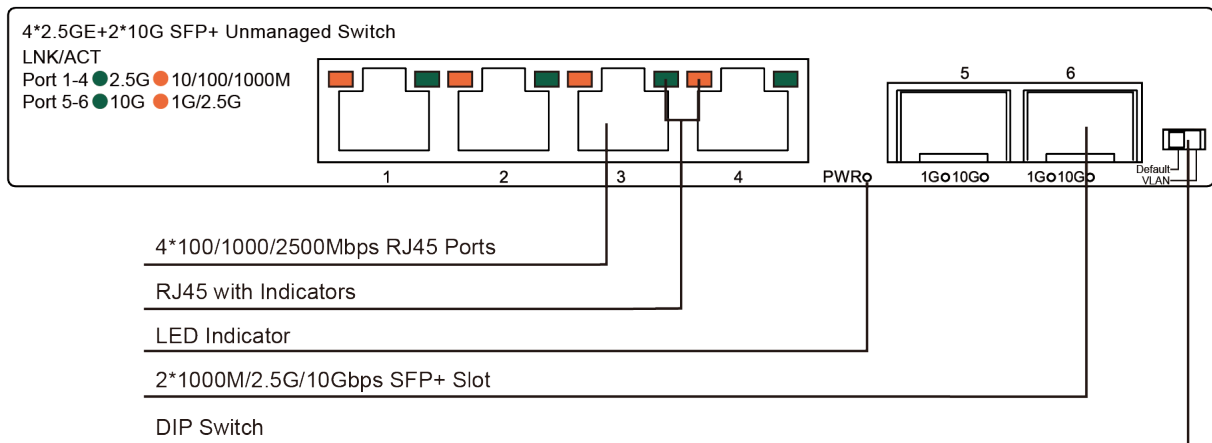 4*2.5GE+2*10G SFP+ Unmanaged Switch
LNK/ACT
Port 1-4 2.5G 10/100/1000M
Port 5-6 10G 1G/2.5G
5 6
1 2 3 4 PWR 1G 10G 1G 10G
Default
VLAN
4*100/1000/2500Mbps RJ45 Ports
RJ45 with Indicators
LED Indicator
2*1000M/2.5G/10Gbps SFP+ Slot
DIP Switch